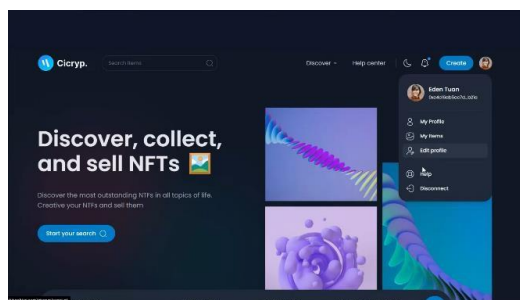 Cicryp.
Search items
Discover
Help center
Create
Eden Tuan
My Profile
My Items
Edit profile
Help
Disconnect
Discover, collect,
and sell NFTs
Discover the most outstanding NTFs in all topics of life.
Creative your NTFs and sell them
Start your search